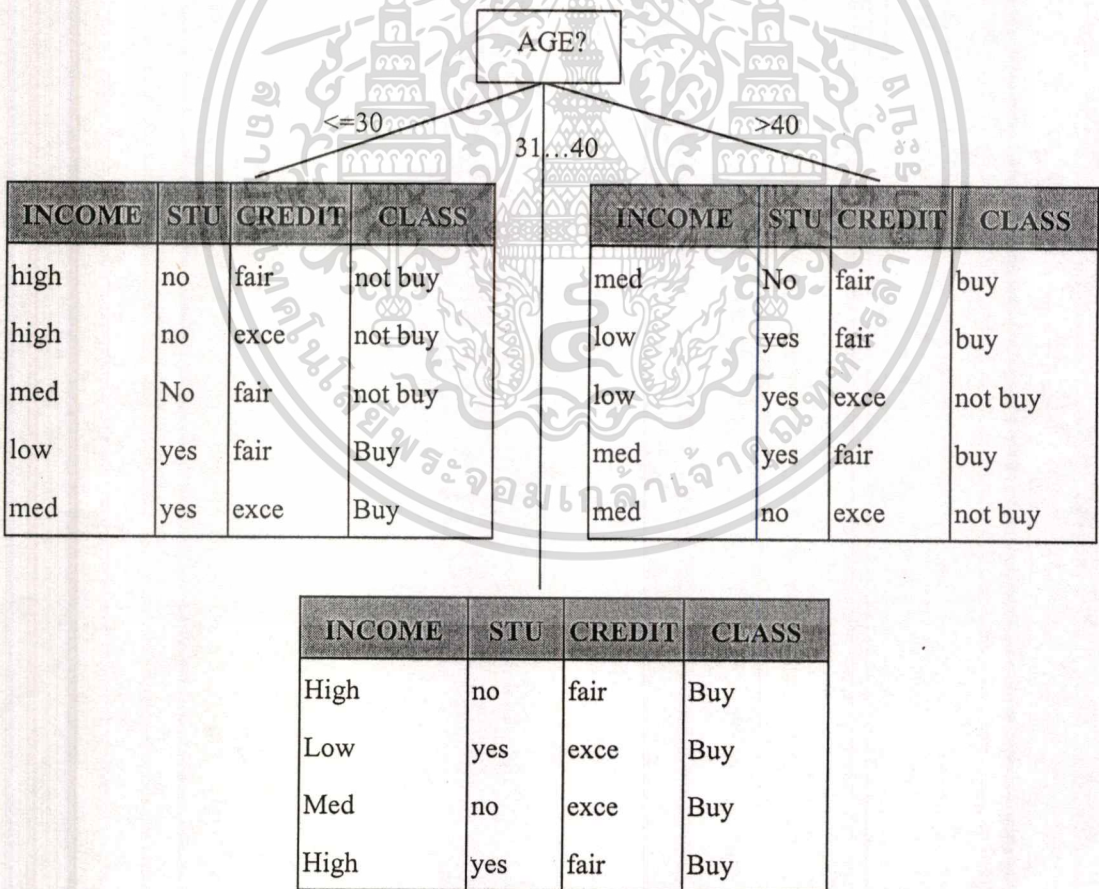 AGE?
<=30
31...40
>40
INCOME STU CREDIT CLASS
high no fair not buy
high no exce not buy
med No fair not buy
low yes fair Buy
med yes exce Buy
INCOME STU CREDIT CLASS
med No fair buy
low yes fair buy
low yes exce not buy
med yes fair buy
med no exce not buy
INCOME STU CREDIT CLASS
High no fair Buy
Low yes exce Buy
Med no exce Buy
High yes fair Buy